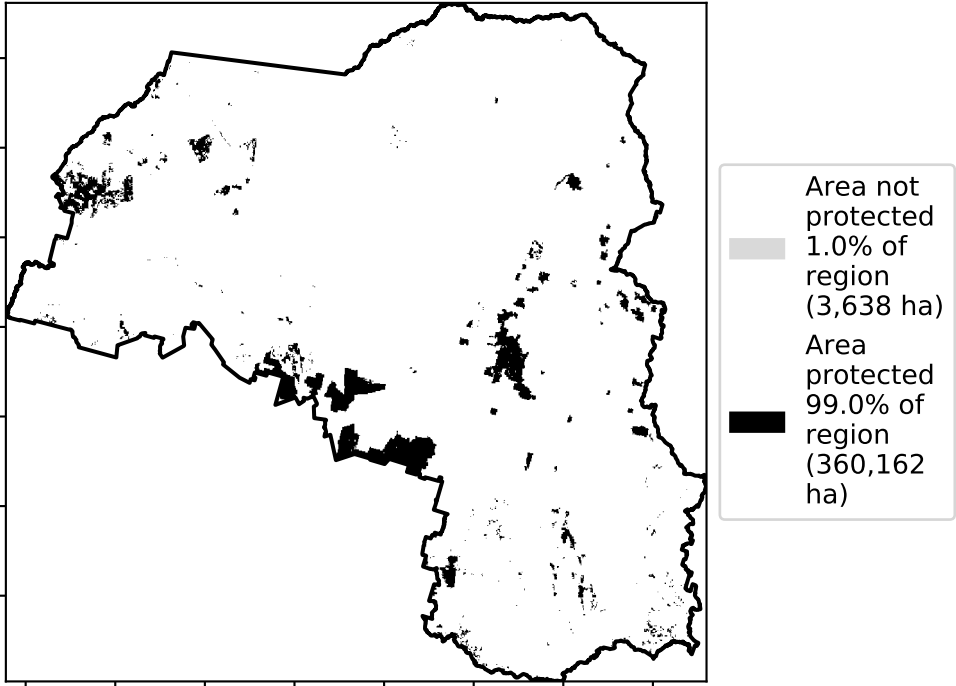 Area not
protected
1.0% of
region
(3,638 ha)
Area
protected
99.0% of
region
(360,162
ha)